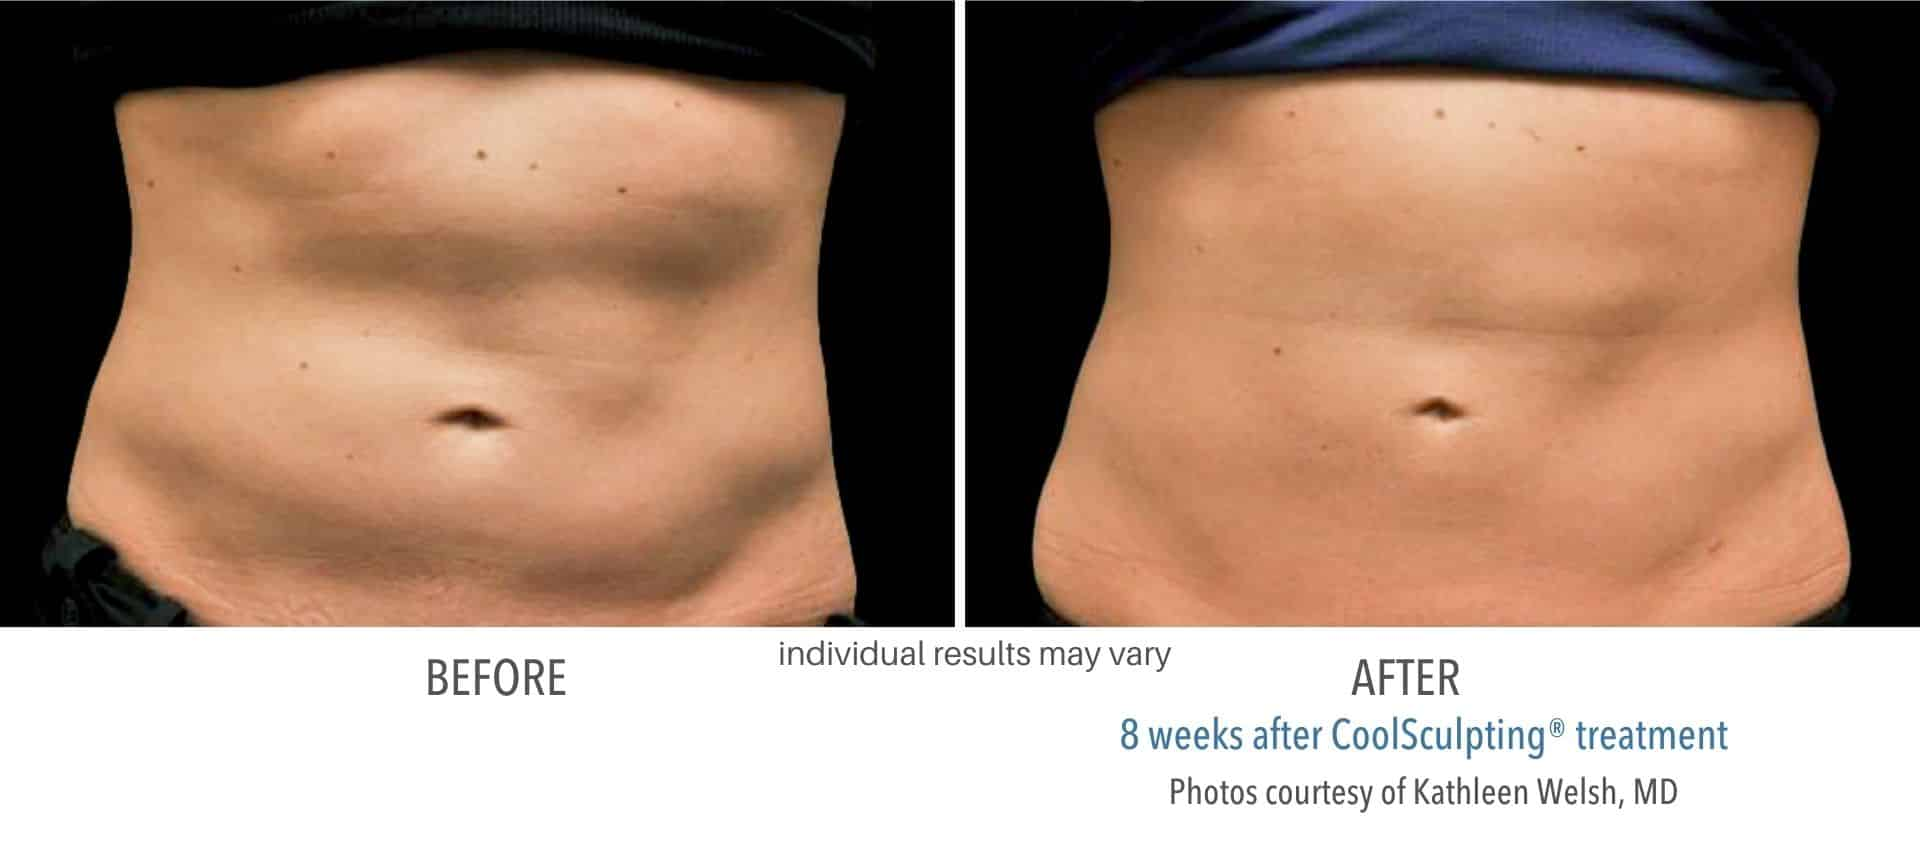 BEFORE
individual results may vary
AFTER
8 weeks after CoolSculpting® treatment
Photos courtesy of Kathleen Welsh, MD